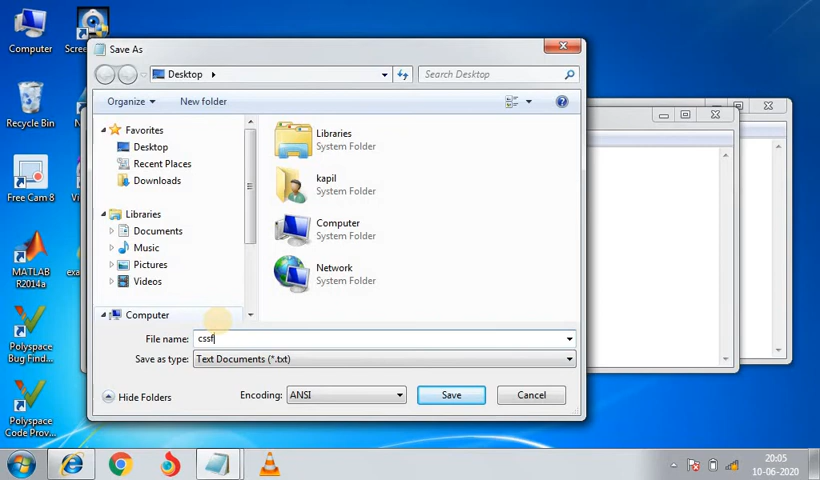 Computer
Scree
Recycle Bin
N
Free Cam 8
Vi
MATLAB
R2014a
exa
Polyspace
Bug Find...
Polyspace
Code Prov...
Save As
Desktop
Search Desktop
Organize
New folder
Favorites
Desktop
Recent Places
Downloads
Libraries
Documents
Music
Pictures
Videos
Computer
Libraries
System Folder
kapil
System Folder
Computer
System Folder
Network
System Folder
File name: cssf
Save as type: Text Documents (*.txt)
Hide Folders
Encoding: ANSI
Save
Cancel
20:05
10-06-2020